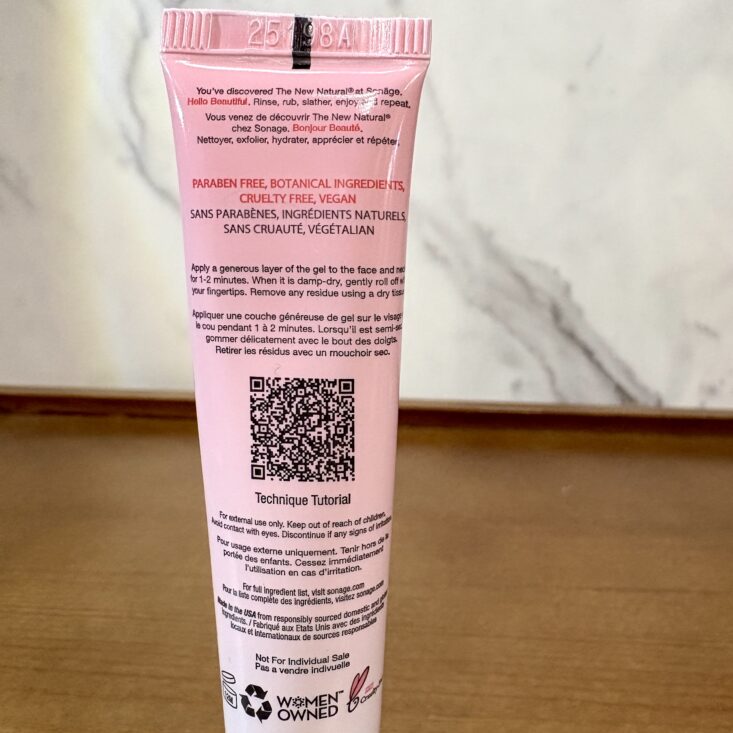 25198A
You've discovered The New Natural® at Sonäge.
Hello Beautiful. Rinse, rub, slather, enjoy and repeat.
Vous venez de découvrir The New Natural®
chez Sonage. Bonjour Beauté.
Nettoyer, exfolier, hydrater, apprécier et répéter.
PARABEN FREE, BOTANICAL INGREDIENTS,
CRUELTY FREE, VEGAN
SANS PARABÈNES, INGRÉDIENTS NATURELS,
SANS CRUAUTÉ, VÉGÉTALIAN
Apply a generous layer of the gel to the face and
for 1-2 minutes. When it is damp-dry, gently roll off
your fingertips. Remove any residue using a dry
Appliquer une couche généreuse de gel sur le visage
le cou pendant 1 à 2 minutes. Lorsqu'il est
gommer délicatement avec le bout des doigts.
Retirer les résidus avec un mouchoir sec.
Technique Tutorial
For external use only. Keep out of reach of children.
Avoid contact with eyes. Discontinue if any signs of irritation
Pour usage externe uniquement. Tenir hors de la
portée des enfants. Cessez immédiatement
l'utilisation en cas d'irritation.
For full ingredient list, visit sonage.com
Pour la liste complète des ingrédients, visitez sonage.com
Made in the USA from responsibly sourced domestic and
ingredients. / Fabriqué aux Etats Unis avec des ingrédients
locaux et internationaux de sources responsables
Not For Individual Sale
Pas a vendre indivuelle
WOMEN™
OWNED